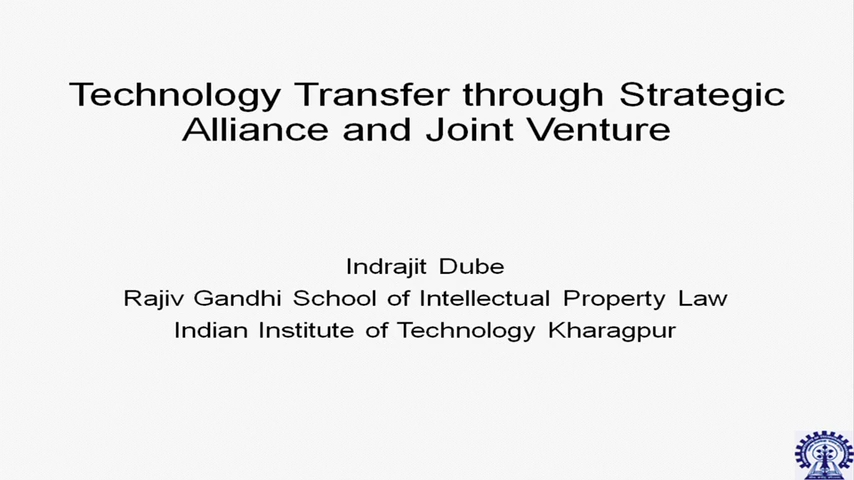 Technology Transfer through Strategic
Alliance and Joint Venture
Indrajit Dube
Rajiv Gandhi School of Intellectual Property Law
Indian Institute of Technology Kharagpur